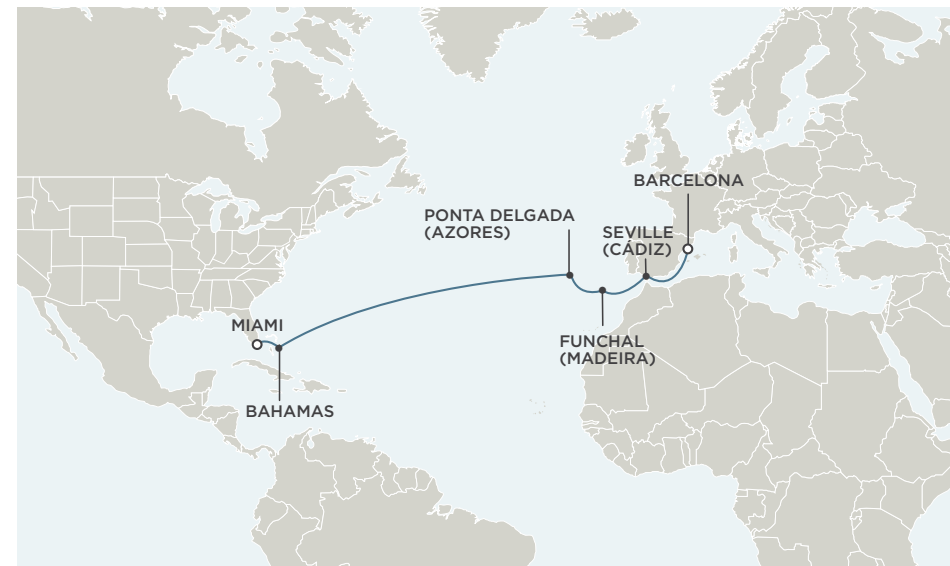 BARCELONA
PONTA DELGADA
(AZORES)
SEVILLE
(CÁDIZ)
MIAMI
FUNCHAL
(MADEIRA)
BAHAMAS